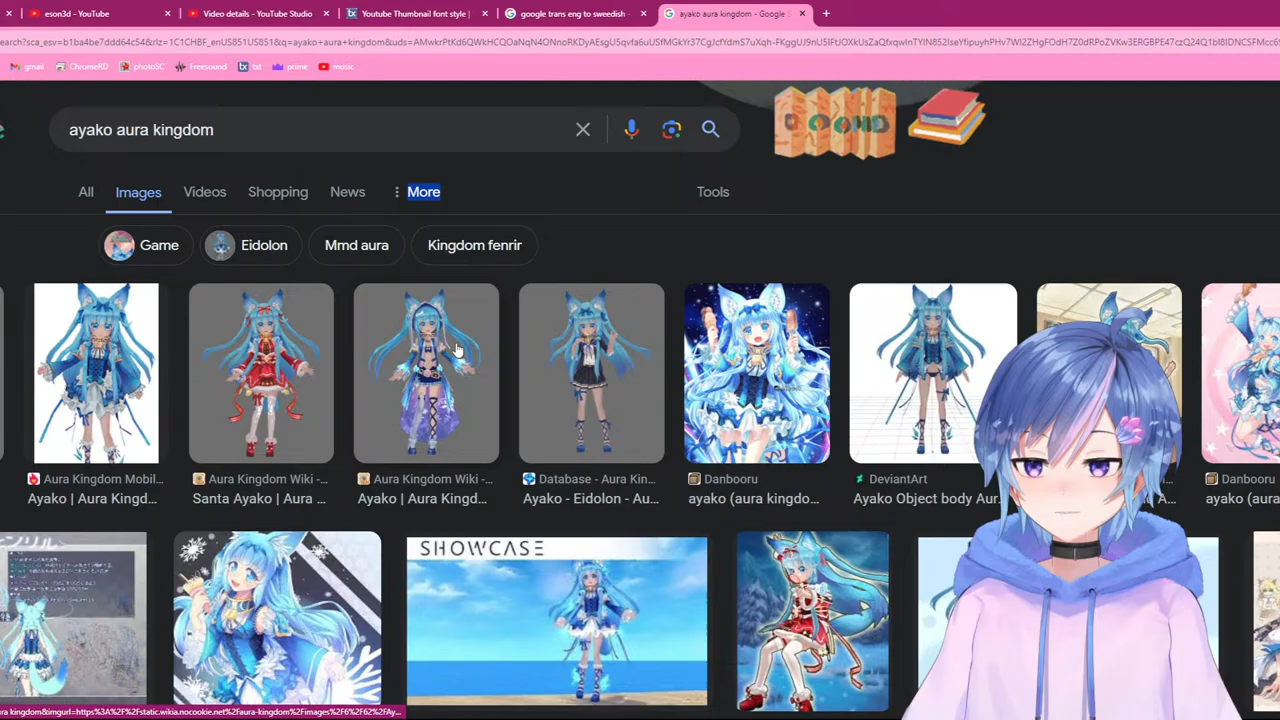 eson3d - YouTube
Video details - YouTube Studio
Youtube Thumbnail font style |
google trans eng to sweedish -
ayako aura kingdom - Google S
gmail
ChromeRD
photoSC
Freesound
txt
prime
music
ayako aura kingdom
All
Images
Videos
Shopping
News
More
Tools
Game
Eidolon
Mmd aura
Kingdom fenrir
Aura Kingdom Mobil...
Ayako | Aura Kingd...
Aura Kingdom Wiki -...
Santa Ayako | Aura ...
Aura Kingdom Wiki -...
Ayako | Aura Kingd...
Database - Aura Kin...
Ayako - Eidolon - Au...
Danbooru
ayako (aura kingdo...
DeviantArt
Ayako Object body Aur...
Danbooru
ayako (aura
SHOWCASE